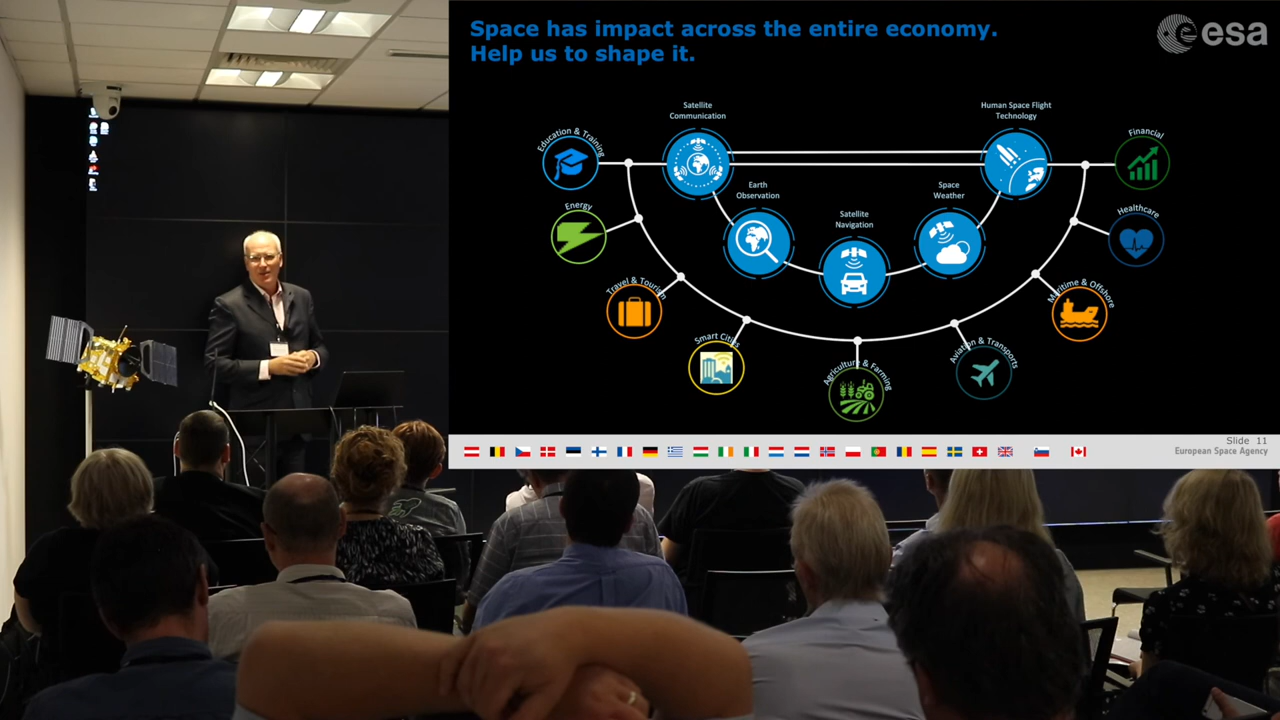 Space has impact across the entire economy.
Help us to shape it.
esa
Satellite
Communication
Human Space Flight
Technology
Education & Training
Financial
Earth
Observation
Space
Weather
Energy
Satellite
Navigation
Healthcare
Travel & Tourism
Maritime & Offshore
Smart Cities
Agriculture & Farming
Aviation & Transports
Slide 11
European Space Agency